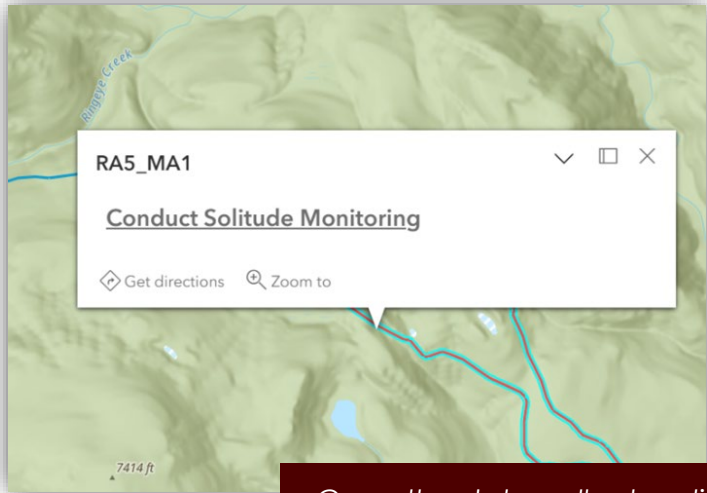 Ringeye Creek
RA5_MA1
Conduct Solitude Monitoring
Get directions Zoom to
7414 ft